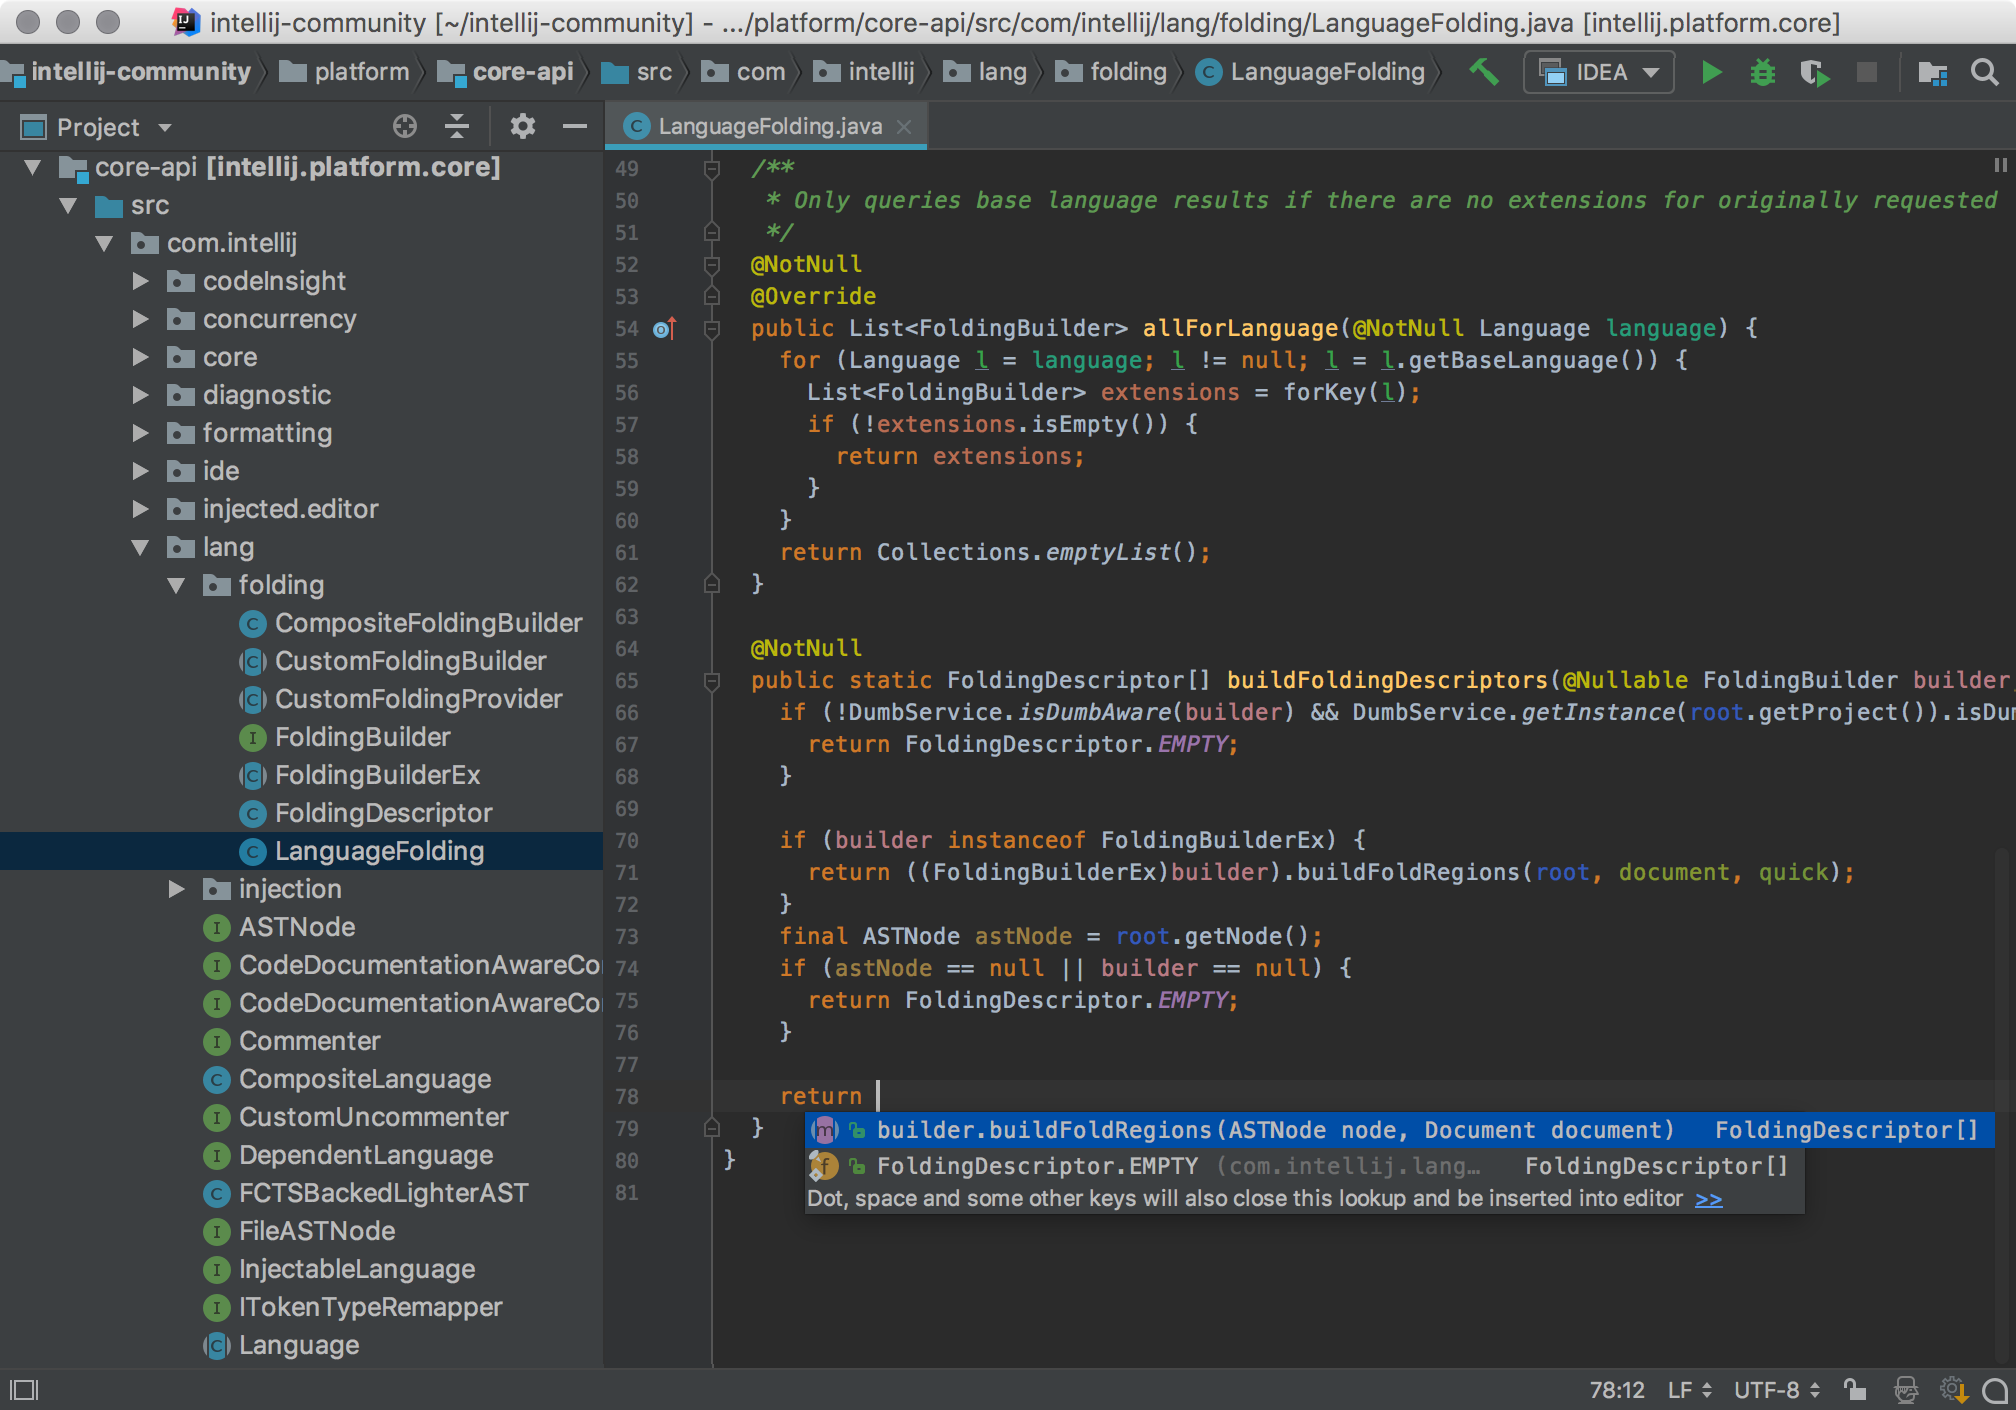 intellij-community [~/intellij-community] - .../platform/core-api/src/com/intellij/lang/folding/LanguageFolding.java [intellij.platform.core]
intellij-community platform core-api src com intellij lang folding LanguageFolding IDEA
Project
LanguageFolding.java
core-api [intellij.platform.core]
src
com.intellij
codeInsight
concurrency
core
diagnostic
formatting
ide
injected.editor
lang
folding
CompositeFoldingBuilder
CustomFoldingBuilder
CustomFoldingProvider
FoldingBuilder
FoldingBuilderEx
FoldingDescriptor
LanguageFolding
injection
ASTNode
CodeDocumentationAwareCo
CodeDocumentationAwareCo
Commenter
CompositeLanguage
CustomUncommenter
DependentLanguage
FCTSBackedLighterAST
FileASTNode
InjectableLanguage
ITokenTypeRemapper
Language
49 /**
50 * Only queries base language results if there are no extensions for originally requested
51 */
52 @NotNull
53 @Override
54 public List<FoldingBuilder> allForLanguage(@NotNull Language language) {
55 for (Language l = language; l != null; l = l.getBaseLanguage()) {
56 List<FoldingBuilder> extensions = forKey(l);
57 if (!extensions.isEmpty()) {
58 return extensions;
59 }
60 }
61 return Collections.emptyList();
62 }
63
64 @NotNull
65 public static FoldingDescriptor[] buildFoldingDescriptors(@Nullable FoldingBuilder builder,
66 if (!DumbService.isDumbAware(builder) && DumbService.getInstance(root.getProject()).isDum
67 return FoldingDescriptor.EMPTY;
68 }
69
70 if (builder instanceof FoldingBuilderEx) {
71 return ((FoldingBuilderEx)builder).buildFoldRegions(root, document, quick);
72 }
73 final ASTNode astNode = root.getNode();
74 if (astNode == null || builder == null) {
75 return FoldingDescriptor.EMPTY;
76 }
77
78 return
79 }
80 }
81
builder.buildFoldRegions(ASTNode node, Document document) FoldingDescriptor[]
FoldingDescriptor.EMPTY (com.intellij.lang… FoldingDescriptor[]
Dot, space and some other keys will also close this lookup and be inserted into editor >>
78:12 LF UTF-8